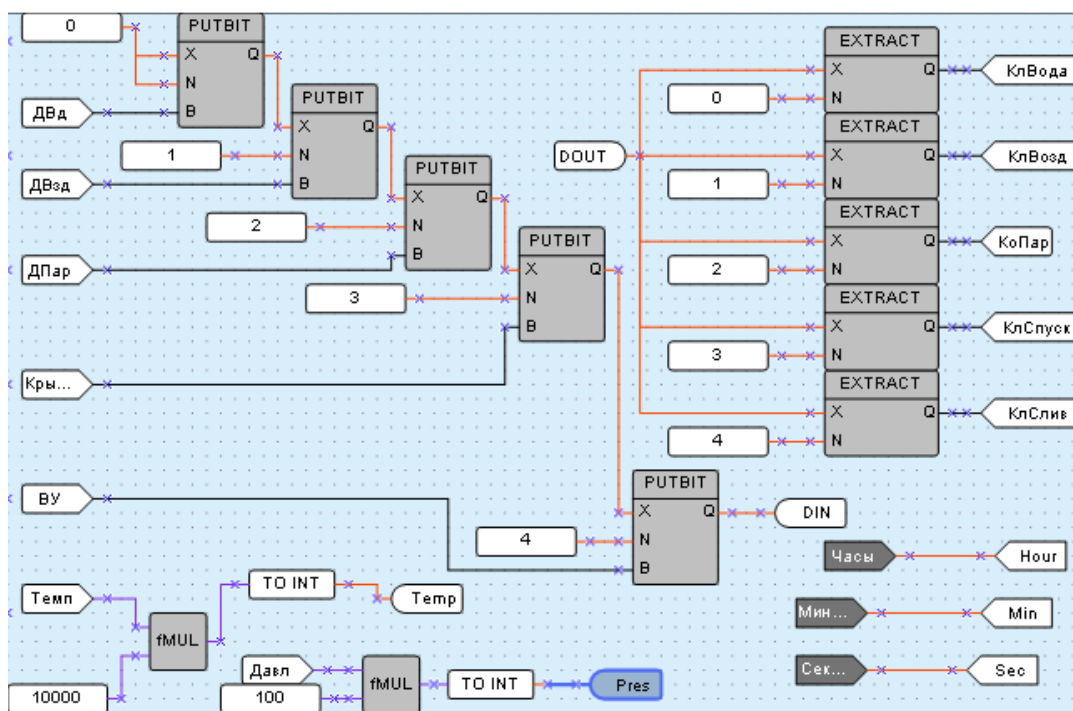 0
PUTBIT
X Q
N
B
ДВд
PUTBIT
X Q
N
B
1
ДВзд
PUTBIT
X Q
N
B
2
ДПар
PUTBIT
X Q
N
B
3
Кры...
ВУ
PUTBIT
X Q
N
B
4
DIN
Темп
fMUL
10000
TO INT
Temp
Давл
100
fMUL
TO INT
Pres
DOUT
EXTRACT
X Q
N
0
КлВода
EXTRACT
X Q
N
1
КлВозд
EXTRACT
X Q
N
2
КоПар
EXTRACT
X Q
N
3
КлСпуск
EXTRACT
X Q
N
4
КлСлив
Часы
Hour
Мин...
Min
Сек...
Sec